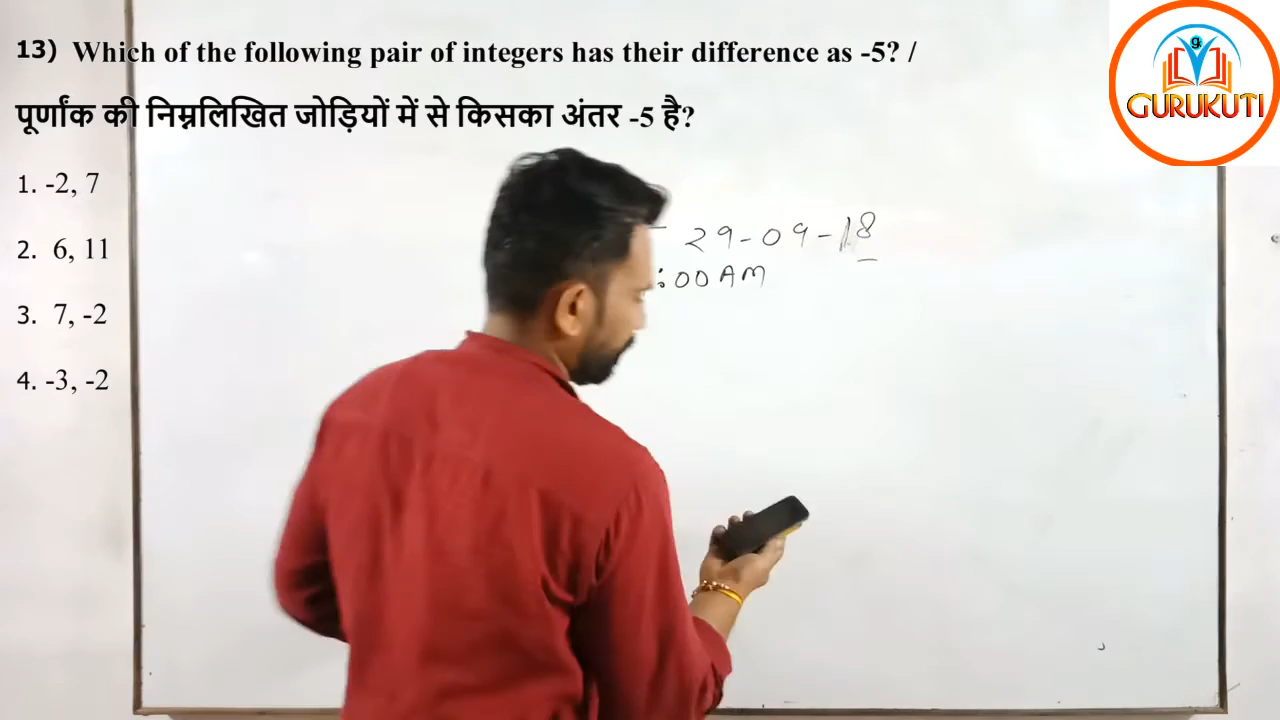 13) Which of the following pair of integers has their difference as -5? /
पूर्णांक की निम्नलिखित जोड़ियों में से किसका अंतर -5 है?
1. -2, 7
2. 6, 11
3. 7, -2
4. -3, -2
29-09-18
:00 AM
g
GURUKUTI